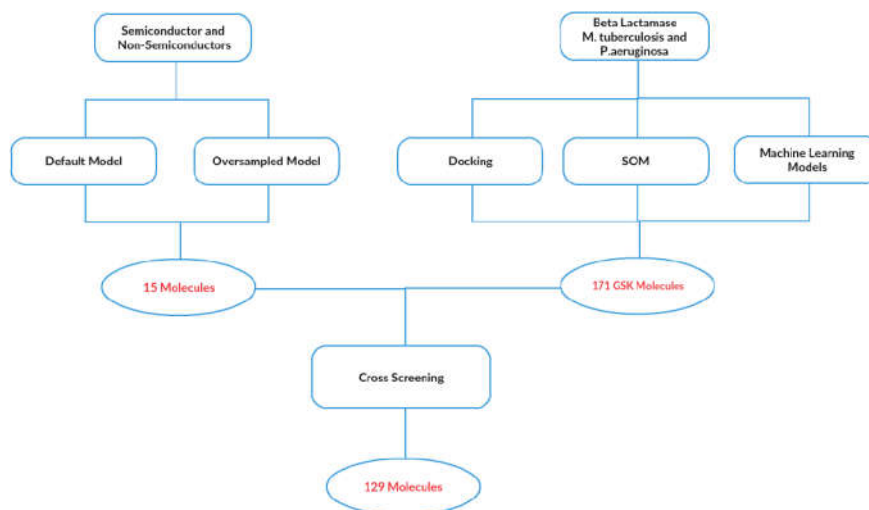 Semiconductor and
Non-Semiconductors
Beta Lactamase
M. tuberculosis and
P.aeruginosa
Default Model
Oversampled Model
Docking
SOM
Machine Learning
Models
15 Molecules
171 GSK Molecules
Cross Screening
129 Molecules